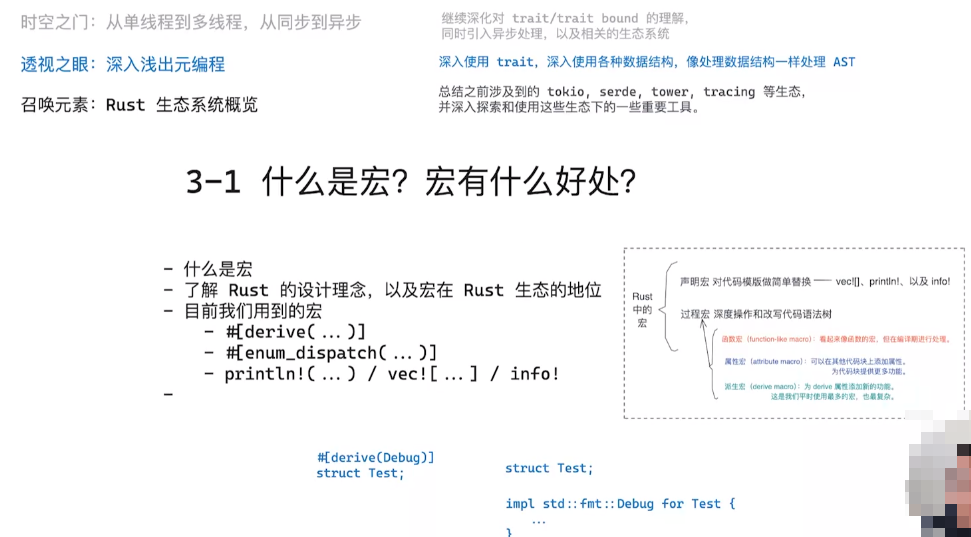 时空之门：从单线程到多线程，从同步到异步
继续深化对 trait/trait bound 的理解，
同时引入异步处理，以及相关的生态系统
透视之眼：深入浅出元编程
深入使用 trait，深入使用各种数据结构，像处理数据结构一样处理 AST
召唤元素：Rust 生态系统概览
总结之前涉及到的 tokio, serde, tower, tracing 等生态，
并深入探索和使用这些生态下的一些重要工具。
3-1 什么是宏？宏有什么好处？
- 什么是宏
- 了解 Rust 的设计理念，以及宏在 Rust 生态的地位
- 目前我们用到的宏
- #[derive(...)]
- #[enum_dispatch(...)]
- println!(...) / vec![...] / info!
-
Rust
中的
宏
声明宏 对代码模版做简单替换 —— vec![]、println!、以及 info!
过程宏 深度操作和改写代码语法树
函数宏（function-like macro）：看起来像函数的宏，但在编译期进行处理。
属性宏（attribute macro）：可以在其他代码块上添加属性。
为代码块提供更多功能。
派生宏（derive macro）：为 derive 属性添加新的功能。
这是我们平时使用最多的宏，也最复杂。
#[derive(Debug)]
struct Test;
struct Test;
impl std::fmt::Debug for Test {
...
}